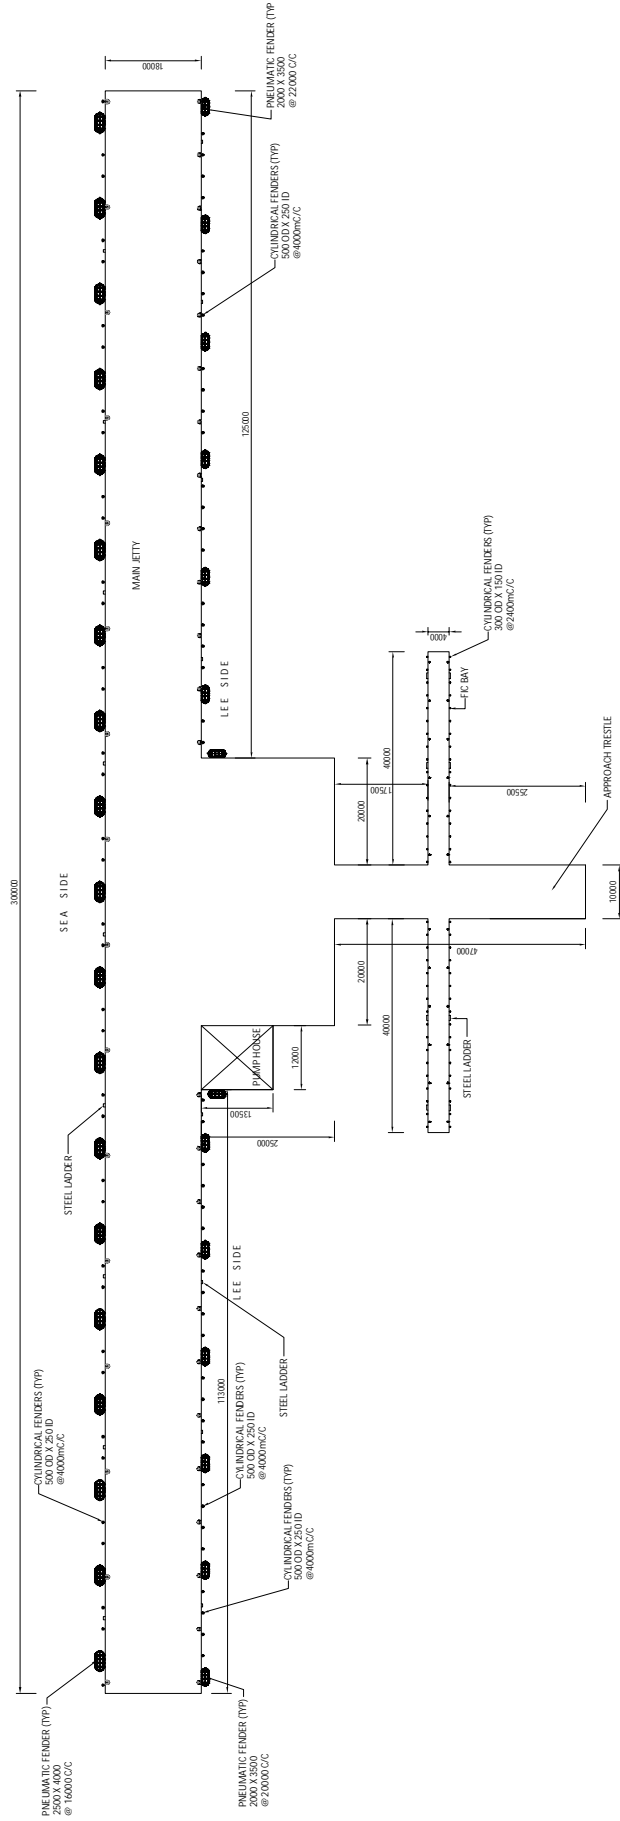 300000
PNEUMATIC FENDER (TYP)
2500 X 4000
@ 16000 C/C
CYLINDRICAL FENDERS (TYP)
500 OD X 250 ID
@4000mC/C
STEEL LADDER
SEA SIDE
MAIN JETTY
18000
PNEUMATIC FENDER (TYP
2000 X 3500
@ 22000 C/C
CYLINDRICAL FENDERS (TYP)
500 OD X 250 ID
@4000mC/C
125000
LEE SIDE
PNEUMATIC FENDER (TYP)
2000 X 3500
@ 20000 C/C
113000
CYLINDRICAL FENDERS (TYP)
500 OD X 250 ID
@4000mC/C
LEE SIDE
CYLINDRICAL FENDERS (TYP)
500 OD X 250 ID
@4000mC/C
STEEL LADDER
13500
PUMP HOUSE
12000
25000
20000
40000
20000
40000
17500
4000
CYLINDRICAL FENDERS (TYP)
300 OD X 150 ID
@2400mC/C
FIC BAY
STEEL LADDER
47000
25500
10000
APPROACH TRESTLE